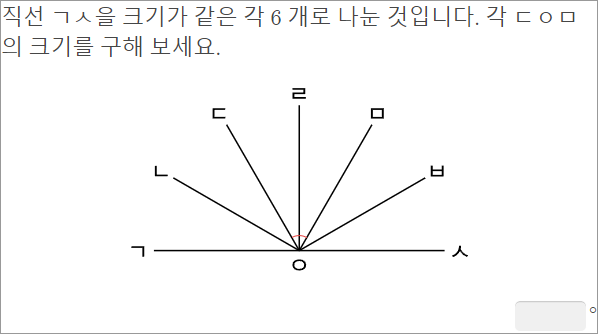 직선 ㄱㅅ을 크기가 같은 각 6 개로 나눈 것입니다. 각 ㄷㅇㅁ
의 크기를 구해 보세요.
ㄹ
ㄷ ㅁ
ㄴ ㅂ
ㄱ ㅅ
ㅇ
°